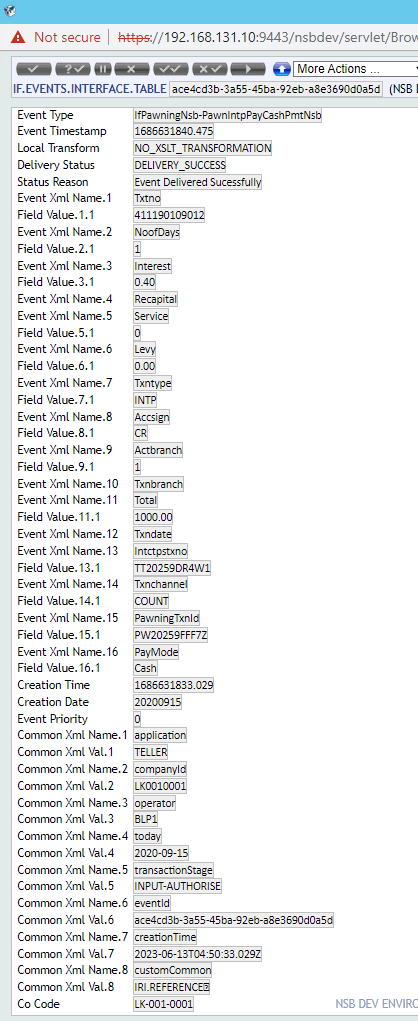 Not secure | https://192.168.131.10:9443/nsbdev/servlet/Brow
More Actions ...
IF.EVENTS.INTERFACE.TABLE ace4cd3b-3a55-45ba-92eb-a8e3690d0a5d (NSB D
Event Type IfPawningNsb-PawnIntpPayCashPmtNsb
Event Timestamp 1686631840.475
Local Transform NO_XSLT_TRANSFORMATION
Delivery Status DELIVERY_SUCCESS
Status Reason Event Delivered Sucessfully
Event Xml Name.1 Txtno
Field Value.1.1 411190109012
Event Xml Name.2 NoofDays
Field Value.2.1 1
Event Xml Name.3 Interest
Field Value.3.1 0.40
Event Xml Name.4 Recapital
Event Xml Name.5 Service
Field Value.5.1 0
Event Xml Name.6 Levy
Field Value.6.1 0.00
Event Xml Name.7 Txntype
Field Value.7.1 INTP
Event Xml Name.8 Accsign
Field Value.8.1 CR
Event Xml Name.9 Actbranch
Field Value.9.1 1
Event Xml Name.10 Txnbranch
Event Xml Name.11 Total
Field Value.11.1 1000.00
Event Xml Name.12 Txndate
Event Xml Name.13 Intctpstxno
Field Value.13.1 TT20259DR4W1
Event Xml Name.14 Txnchannel
Field Value.14.1 COUNT
Event Xml Name.15 PawningTxnId
Field Value.15.1 PW20259FFF7Z
Event Xml Name.16 PayMode
Field Value.16.1 Cash
Creation Time 1686631833.029
Creation Date 20200915
Event Priority 0
Common Xml Name.1 application
Common Xml Val.1 TELLER
Common Xml Name.2 companyId
Common Xml Val.2 LK0010001
Common Xml Name.3 operator
Common Xml Val.3 BLP1
Common Xml Name.4 today
Common Xml Val.4 2020-09-15
Common Xml Name.5 transactionStage
Common Xml Val.5 INPUT-AUTHORISE
Common Xml Name.6 eventId
Common Xml Val.6 ace4cd3b-3a55-45ba-92eb-a8e3690d0a5d
Common Xml Name.7 creationTime
Common Xml Val.7 2023-06-13T04:50:33.029Z
Common Xml Name.8 customCommon
Common Xml Val.8 IRI.REFERENCE
Co Code LK-001-0001
NSB DEV ENVIRO